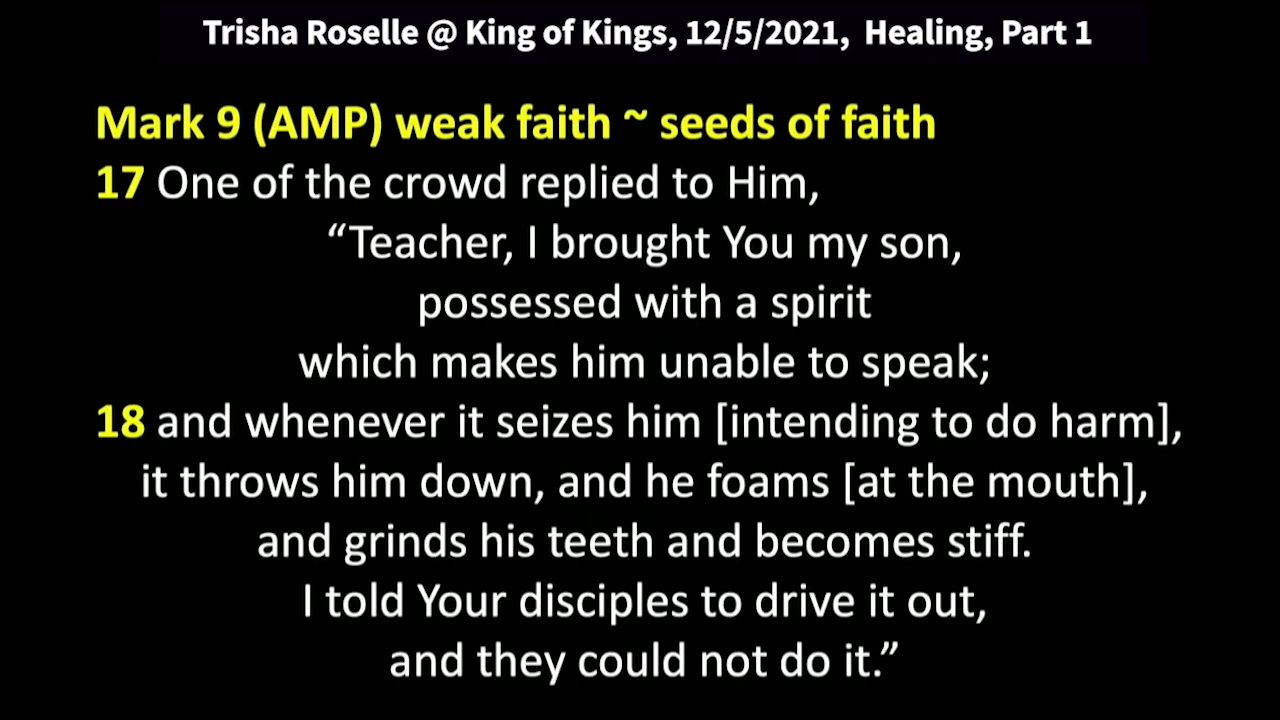 Trisha Roselle @ King of Kings, 12/5/2021, Healing, Part 1
Mark 9 (AMP) weak faith ~ seeds of faith
17 One of the crowd replied to Him,
“Teacher, I brought You my son,
possessed with a spirit
which makes him unable to speak;
18 and whenever it seizes him [intending to do harm],
it throws him down, and he foams [at the mouth],
and grinds his teeth and becomes stiff.
I told Your disciples to drive it out,
and they could not do it.”